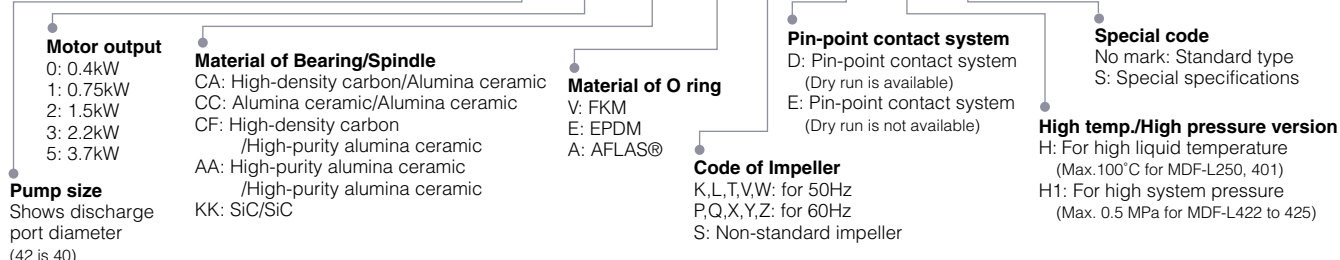 Motor output
0: 0.4kW
1: 0.75kW
2: 1.5kW
3: 2.2kW
5: 3.7kW
Pump size
Shows discharge
port diameter
(42 is 40)
Material of Bearing/Spindle
CA: High-density carbon/Alumina ceramic
CC: Alumina ceramic/Alumina ceramic
CF: High-density carbon
/High-purity alumina ceramic
AA: High-purity alumina ceramic
/High-purity alumina ceramic
KK: SiC/SiC
Material of O ring
V: FKM
E: EPDM
A: AFLAS®
Code of Impeller
K,L,T,V,W: for 50Hz
P,Q,X,Y,Z: for 60Hz
S: Non-standard impeller
Pin-point contact system
D: Pin-point contact system
(Dry run is available)
E: Pin-point contact system
(Dry run is not available)
Special code
No mark: Standard type
S: Special specifications
High temp./High pressure version
H: For high liquid temperature
(Max.100˚C for MDF-L250, 401)
H1: For high system pressure
(Max. 0.5 MPa for MDF-L422 to 425)